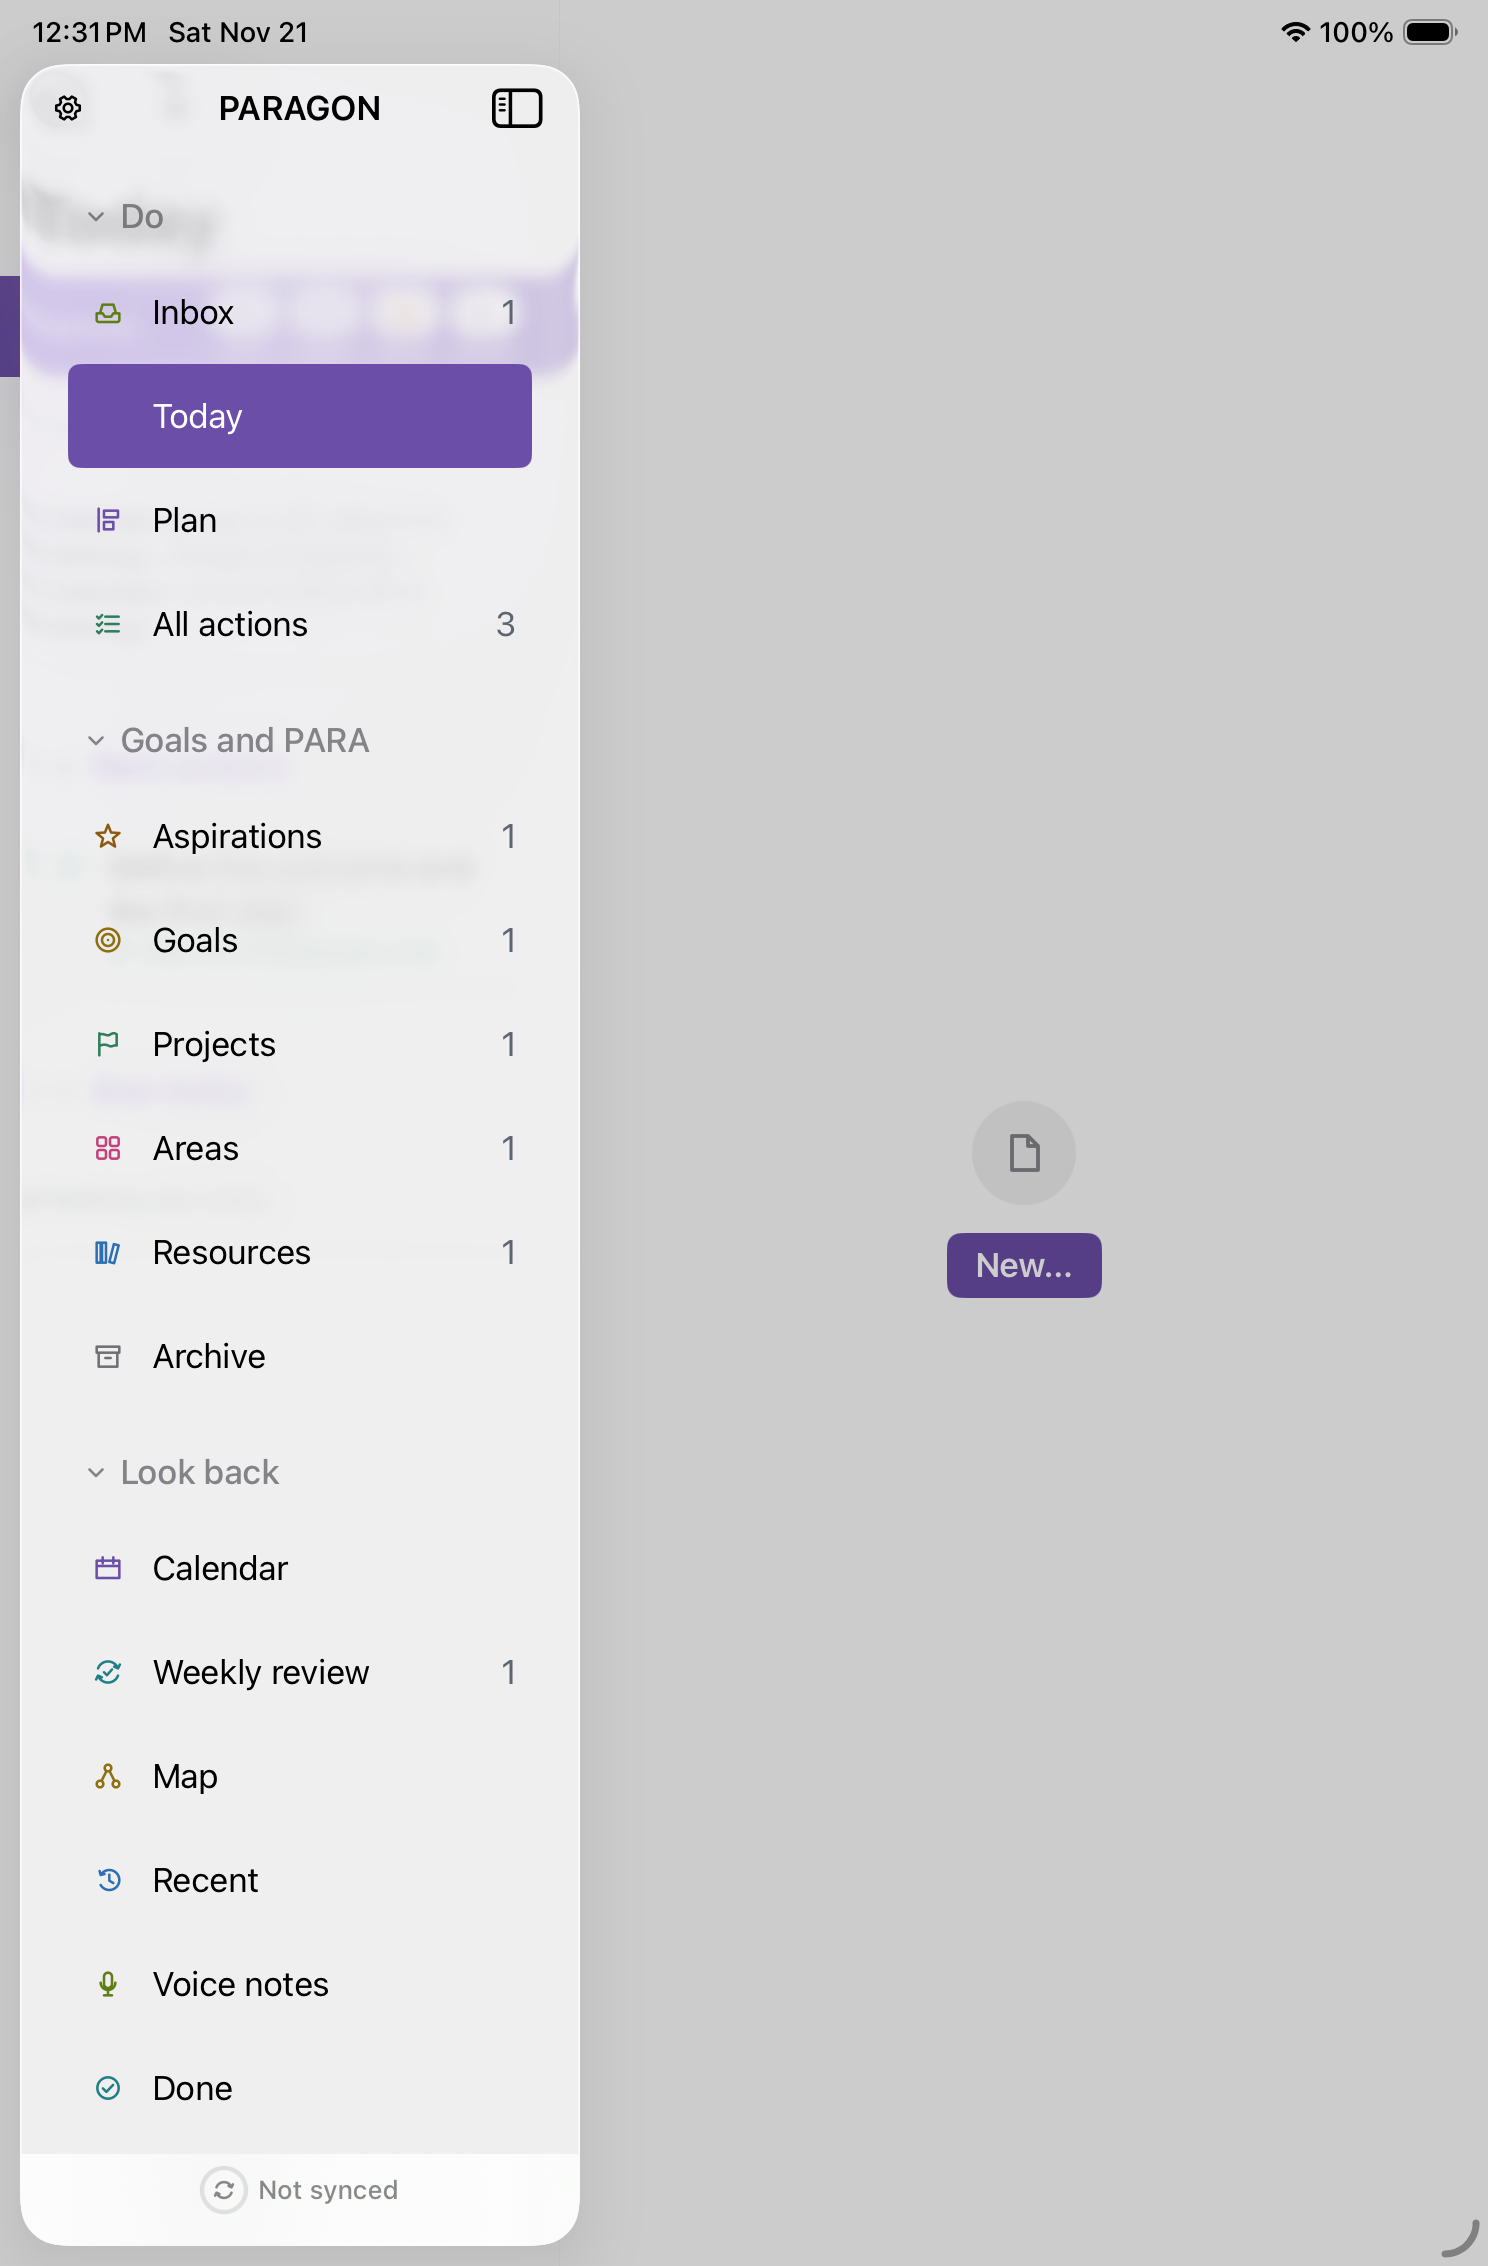 12:31 PM Sat Nov 21
100%
PARAGON
Do
Inbox 1
Today
Plan
All actions 3
Goals and PARA
Aspirations 1
Goals 1
Projects 1
Areas 1
Resources 1
Archive
Look back
Calendar
Weekly review 1
Map
Recent
Voice notes
Done
Not synced
New...